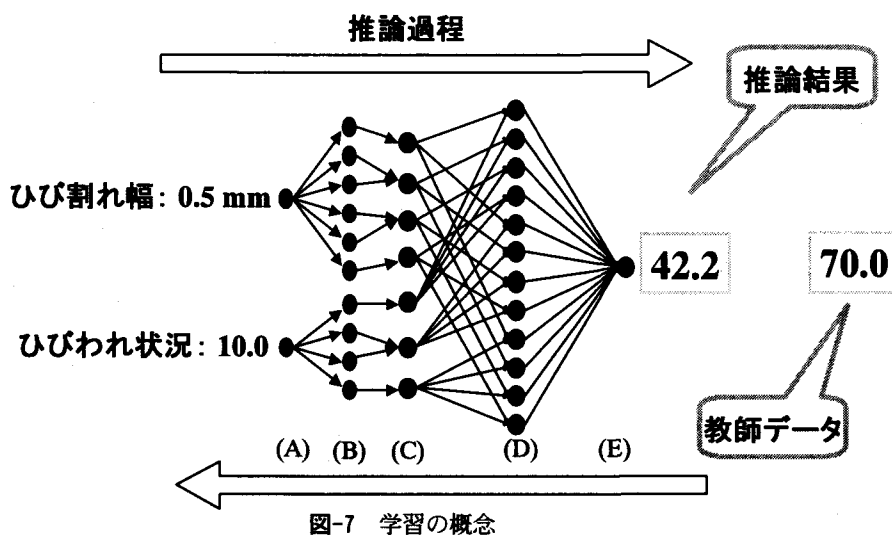 推論過程
推論結果
ひび割れ幅: 0.5 mm
42.2
70.0
ひびわれ状況: 10.0
教師データ
(A)
(B)
(C)
(D)
(E)
図-7 学習の概念